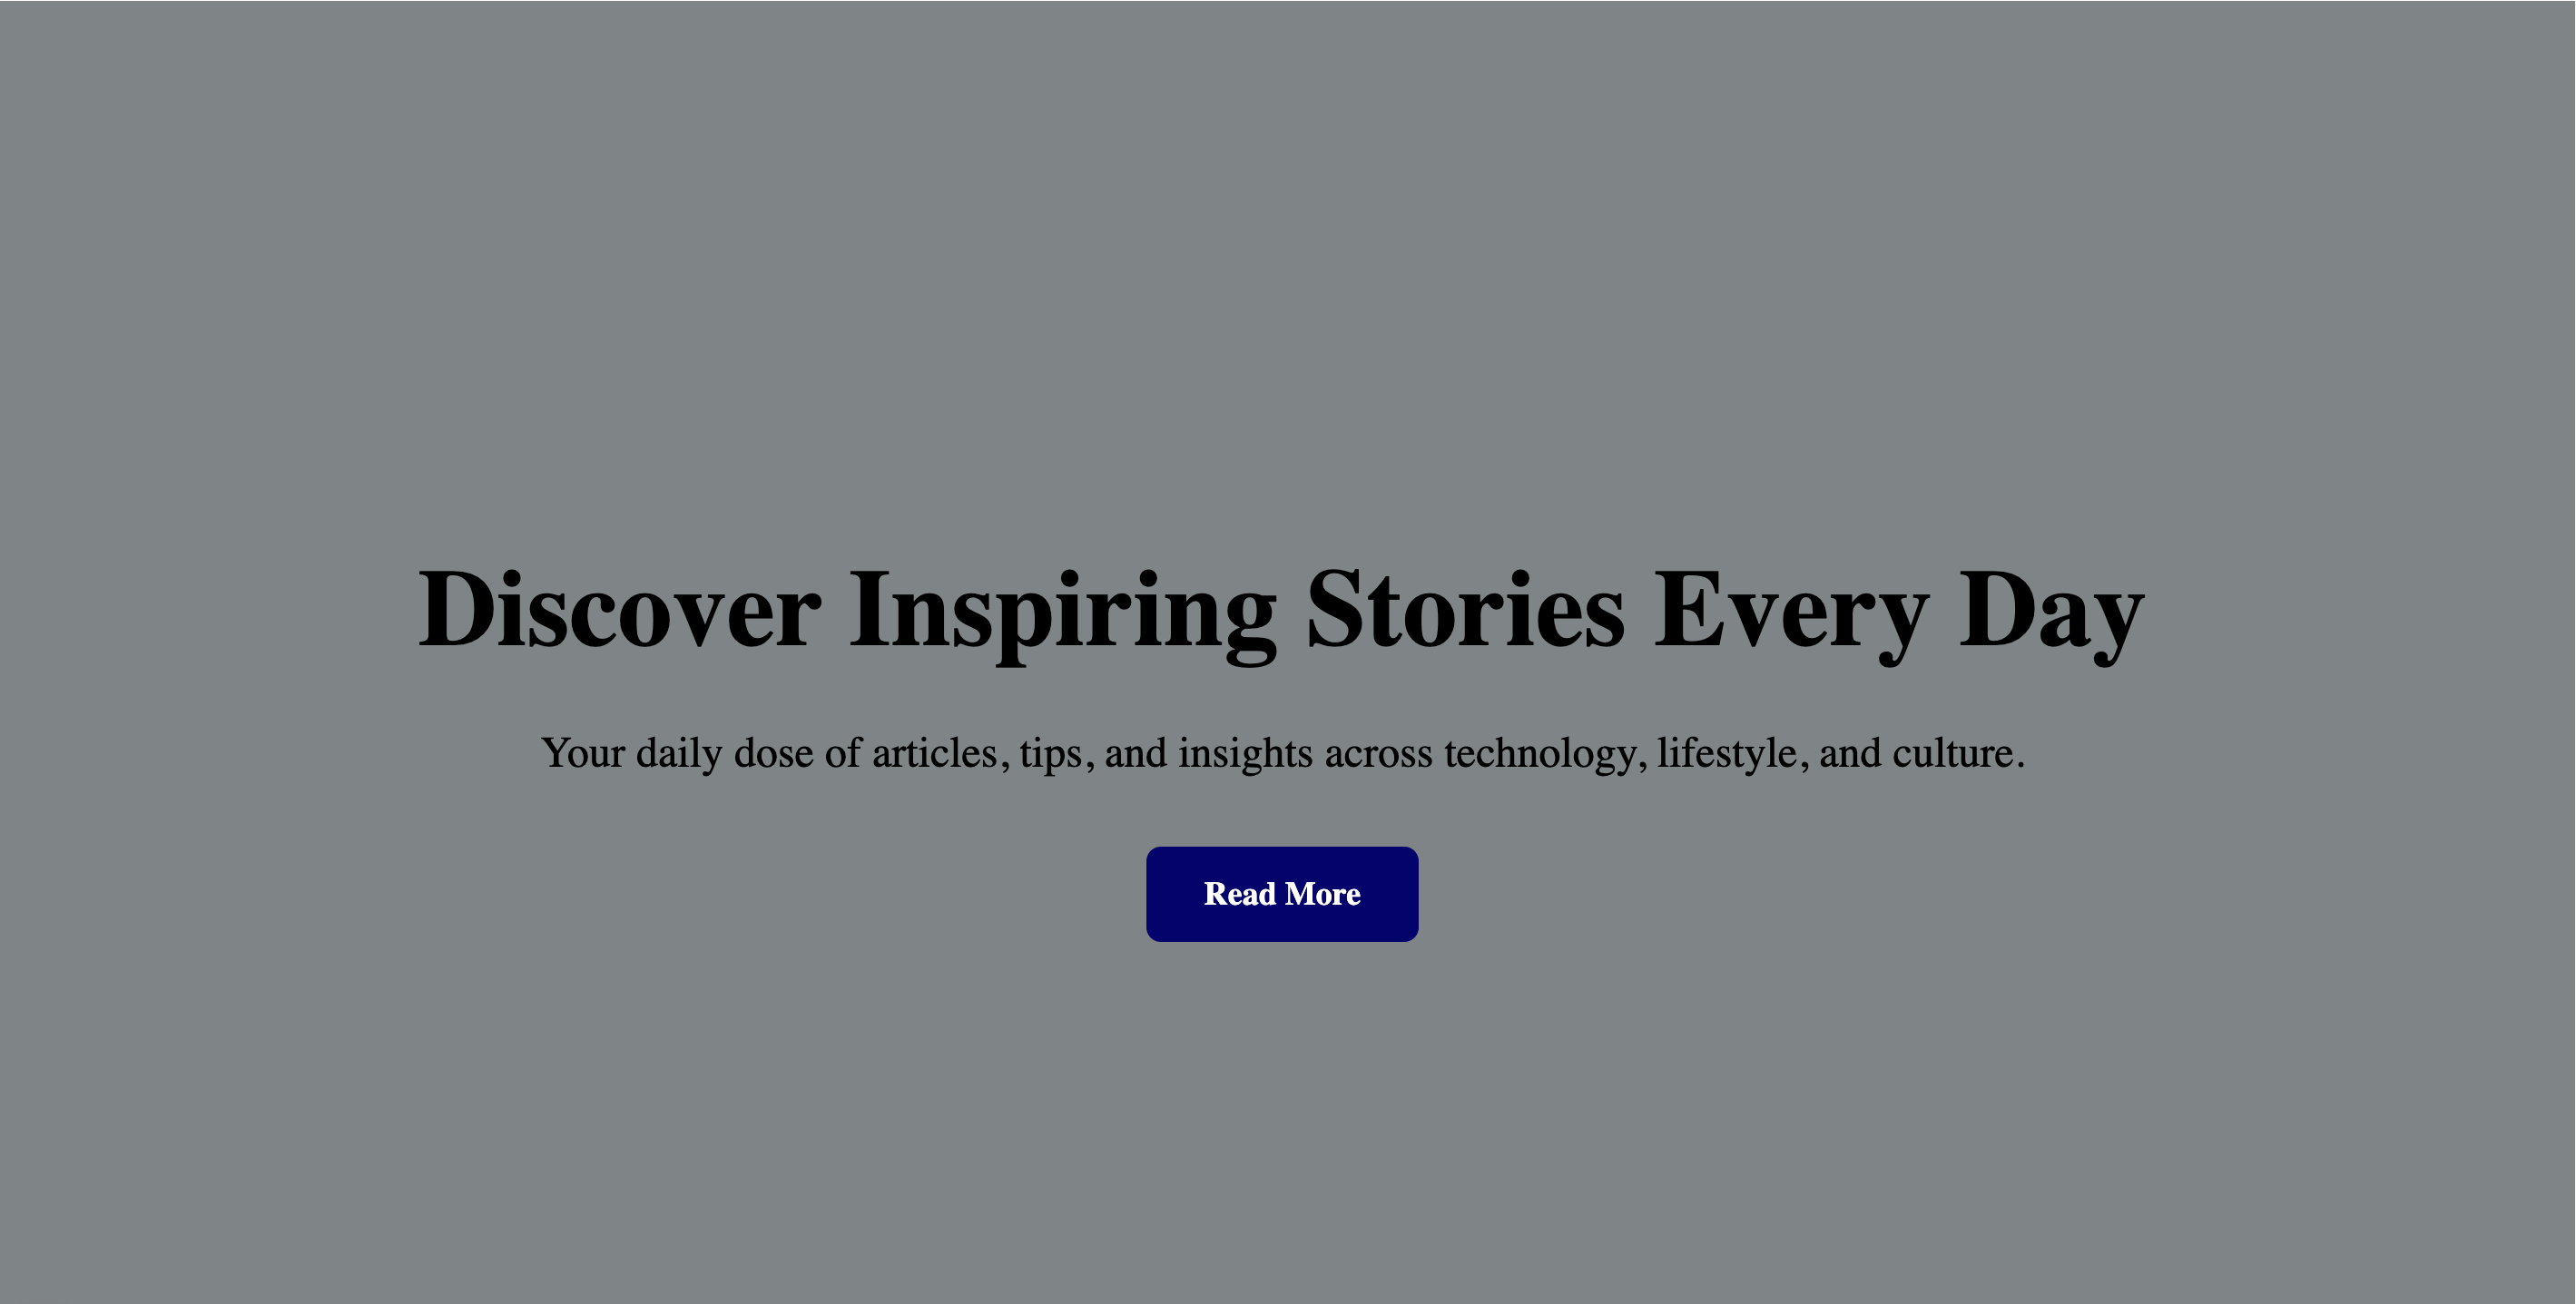 Discover Inspiring Stories Every Day
Your daily dose of articles, tips, and insights across technology, lifestyle, and culture.
Read More